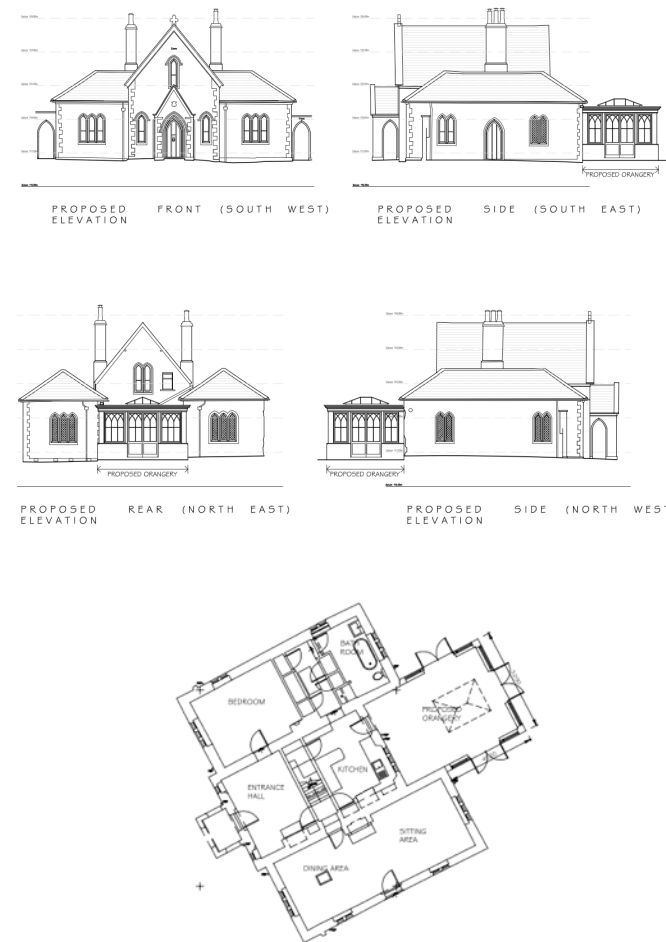 PROPOSED FRONT (SOUTH WEST)
ELEVATION
PROPOSED ORANGERY
PROPOSED SIDE (SOUTH EAST)
ELEVATION
PROPOSED ORANGERY
PROPOSED REAR (NORTH EAST)
ELEVATION
PROPOSED ORANGERY
PROPOSED SIDE (NORTH WEST
ELEVATION
BATH
ROOM
BEDROOM
PROPOSED
ORANGERY
KITCHEN
ENTRANCE
HALL
SITTING
AREA
DINING AREA